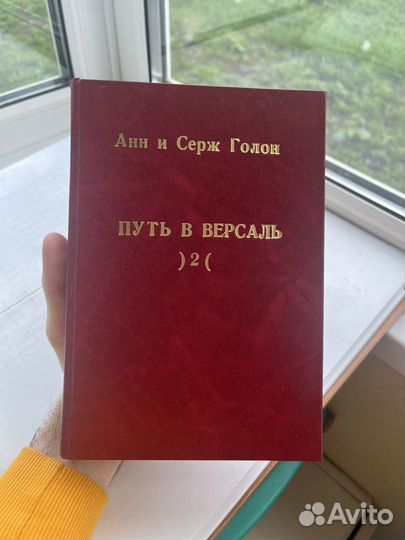 Анн и Серж Голон
ПУТЬ В ВЕРСАЛЬ
)2(
Avito